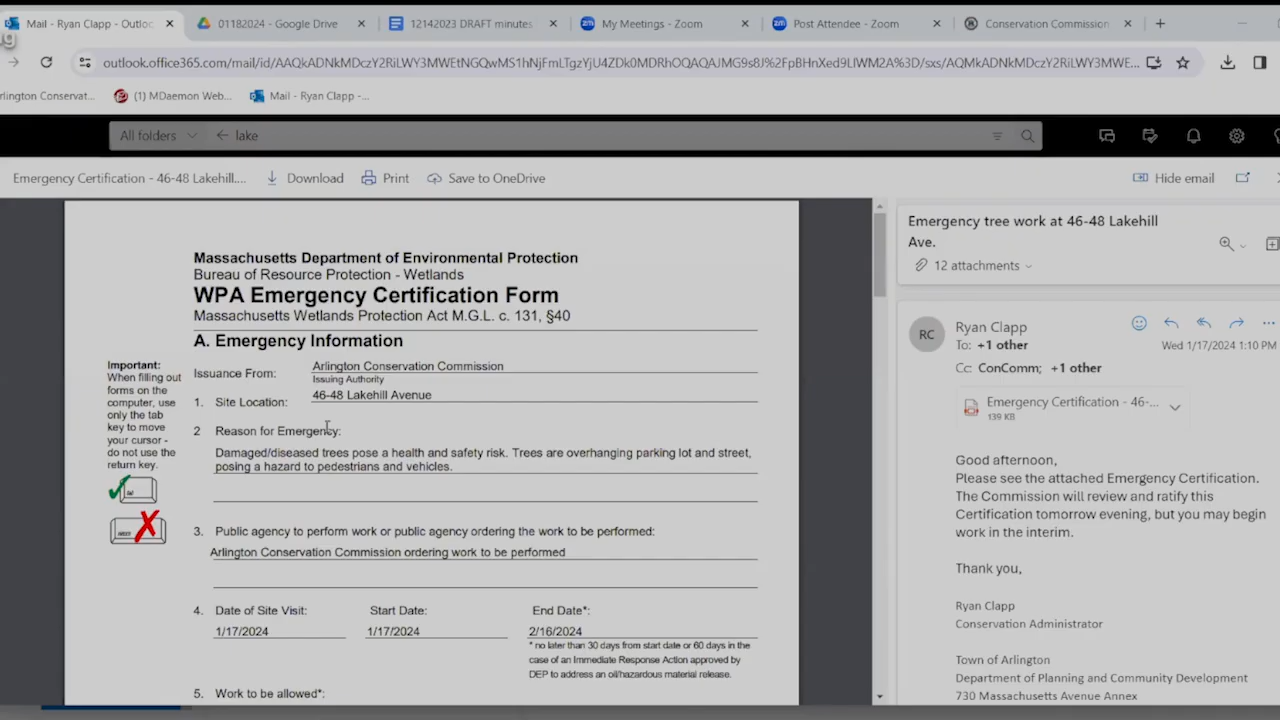 Mail - Ryan Clapp - Outloc
01182024 - Google Drive
12142023 DRAFT minutes
My Meetings - Zoom
Post Attendee - Zoom
Conservation Commission
outlook.office365.com/mail/id/AAQkADNkMDczY2RiLWY3MWEtNGQwMS1hNjFmLTgzYjU4ZDk0MDRhOQAQAJMG9s8J%2FpBHnXed9LIWM2A%3D/sxs/AQMkADNkMDczY2RiLWY3MWE...
rlington Conservat...
(1) MDaemon Web...
Mail - Ryan Clapp -...
All folders
lake
Emergency Certification - 46-48 Lakehill....
Download
Print
Save to OneDrive
Hide email
Massachusetts Department of Environmental Protection
Bureau of Resource Protection - Wetlands
WPA Emergency Certification Form
Massachusetts Wetlands Protection Act M.G.L. c. 131, §40
A. Emergency Information
Important:
When filling out
forms on the
computer, use
only the tab
key to move
your cursor -
do not use the
return key.
Issuance From:
Arlington Conservation Commission
Issuing Authority
1. Site Location:
46-48 Lakehill Avenue
2 Reason for Emergency:
Damaged/diseased trees pose a health and safety risk. Trees are overhanging parking lot and street,
posing a hazard to pedestrians and vehicles.
3. Public agency to perform work or public agency ordering the work to be performed:
Arlington Conservation Commission ordering work to be performed
4. Date of Site Visit:
Start Date:
End Date*:
1/17/2024
1/17/2024
2/16/2024
* no later than 30 days from start date or 60 days in the
case of an Immediate Response Action approved by
DEP to address an oil/hazardous material release.
5. Work to be allowed*:
Emergency tree work at 46-48 Lakehill
Ave.
12 attachments
RC
Ryan Clapp
To: +1 other
Wed 1/17/2024 1:10 PM
Cc: ConCom; +1 other
Emergency Certification - 46-...
139 KB
Good afternoon,
Please see the attached Emergency Certification.
The Commission will review and ratify this
Certification tomorrow evening, but you may begin
work in the interim.
Thank you,
Ryan Clapp
Conservation Administrator
Town of Arlington
Department of Planning and Community Development
730 Massachusetts Avenue Annex